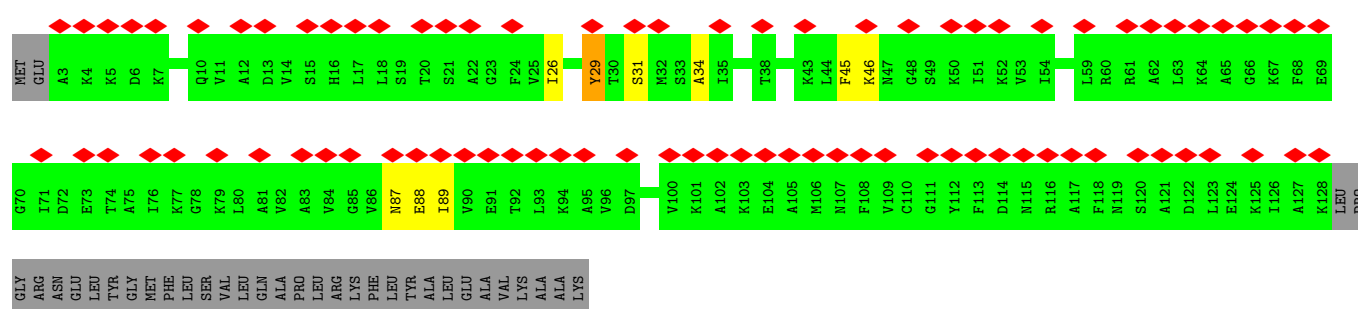 MET GLU A3 K4 K5 D6 K7 Q10 V11 A12 D13 V14 S15 H16 L17 L18 S19 T20 S21 A22 G23 F24 V25 I26 Y29 T30 S31 M32 S33 A34 I35 T38 K43 L44 F45 K46 N47 G48 S49 K50 I51 K52 V53 I54 L59 R60 R61 A62 L63 K64 A65 G66 K67 F68 E69
G70 I71 D72 E73 T74 A75 I76 K77 G78 K79 L80 A81 V82 A83 V84 G85 V86 N87 E88 I89 V90 E91 T92 L93 K94 A95 V96 D97 V100 K101 A102 K103 E104 A105 M106 N107 F108 V109 C110 G111 Y112 F113 D114 N115 R116 A117 F118 N119 S120 A121 D122 L123 E124 K125 I126 A127 K128 LEU PRO
GLY ARG ASN GLU LEU TYR GLY MET PHE LEU SER VAL LEU GLN ALA PRO LEU ARG LYS PHE LEU TYR ALA LEU GLU ALA VAL LYS ALA ALA LYS